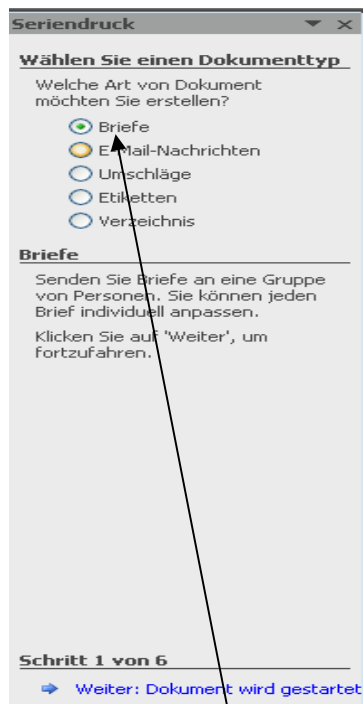 Seriendruck
Wählen Sie einen Dokumenttyp
Welche Art von Dokument
möchten Sie erstellen?
Briefe
E-Mail-Nachrichten
Umschläge
Etiketten
Verzeichnis
Briefe
Senden Sie Briefe an eine Gruppe
von Personen. Sie können jeden
Brief individuell anpassen.
Klicken Sie auf 'Weiter', um
fortzufahren.
Schritt 1 von 6
Weiter: Dokument wird gestartet